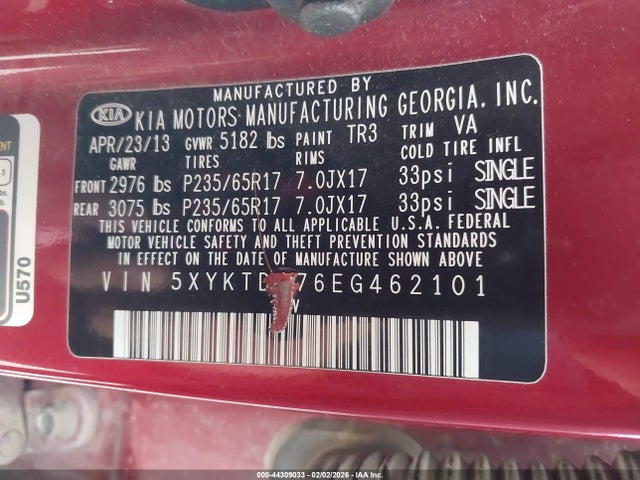 MANUFACTURED BY
KIA KIA MOTORS MANUFACTURING GEORGIA, INC.
APR/23/13 GVWR 5182 lbs PAINT TR3 TRIM VA
GAWR TIRES RIMS COLD TIRE INFL
FRONT 2976 lbs P235/65R17 7.0JX17 33psi SINGLE
REAR 3075 lbs P235/65R17 7.0JX17 33psi SINGLE
THIS VEHICLE CONFORMS TO ALL APPLICABLE U.S.A. FEDERAL
MOTOR VEHICLE SAFETY AND THEFT PREVENTION STANDARDS
IN EFFECT ON THE DATE OF MANUFACTURE SHOWN ABOVE
VIN 76EG462101
U570
000-44309033 - 02/02/2026 - IAA Inc.